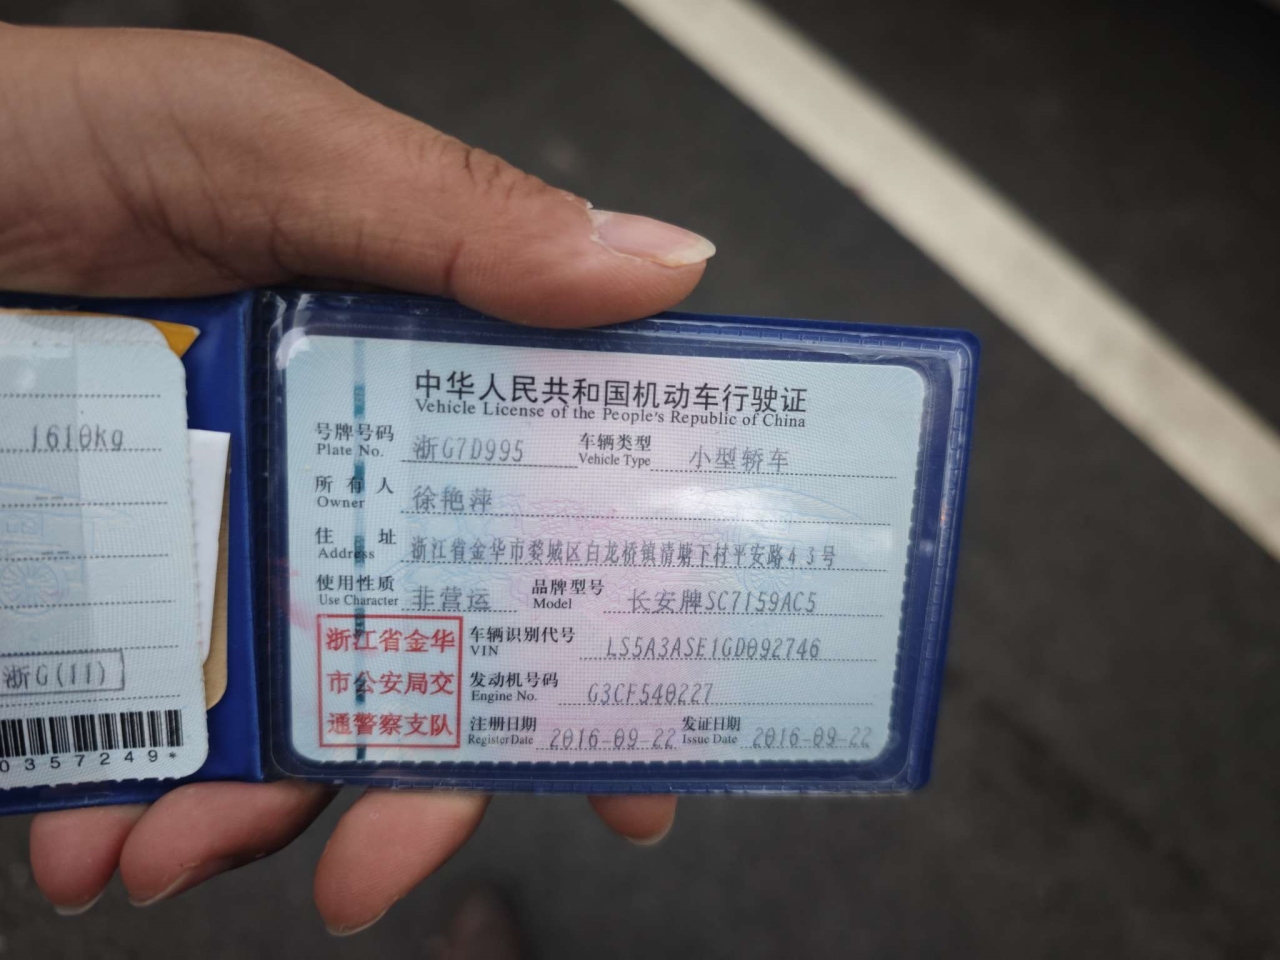 1610kg
浙G(11)
0357249*
中华人民共和国机动车行驶证
Vehicle License of the People's Republic of China
号牌号码 浙G7D995 车辆类型 小型轿车
Plate No. Vehicle Type
所有人 徐艳萍
Owner
住址 浙江省金华市婺城区白龙桥镇清塘下村平安路43号
Address
使用性质 非营运 品牌型号 长安牌SC7159AC5
Use Character Model
浙江省金华
市公安局交
通警察支队
车辆识别代号 LS5A3ASE1GD092746
VIN
发动机号码 G3CF540227
Engine No.
注册日期 2016-09-22 发证日期 2016-09-22
Register Date Issue Date